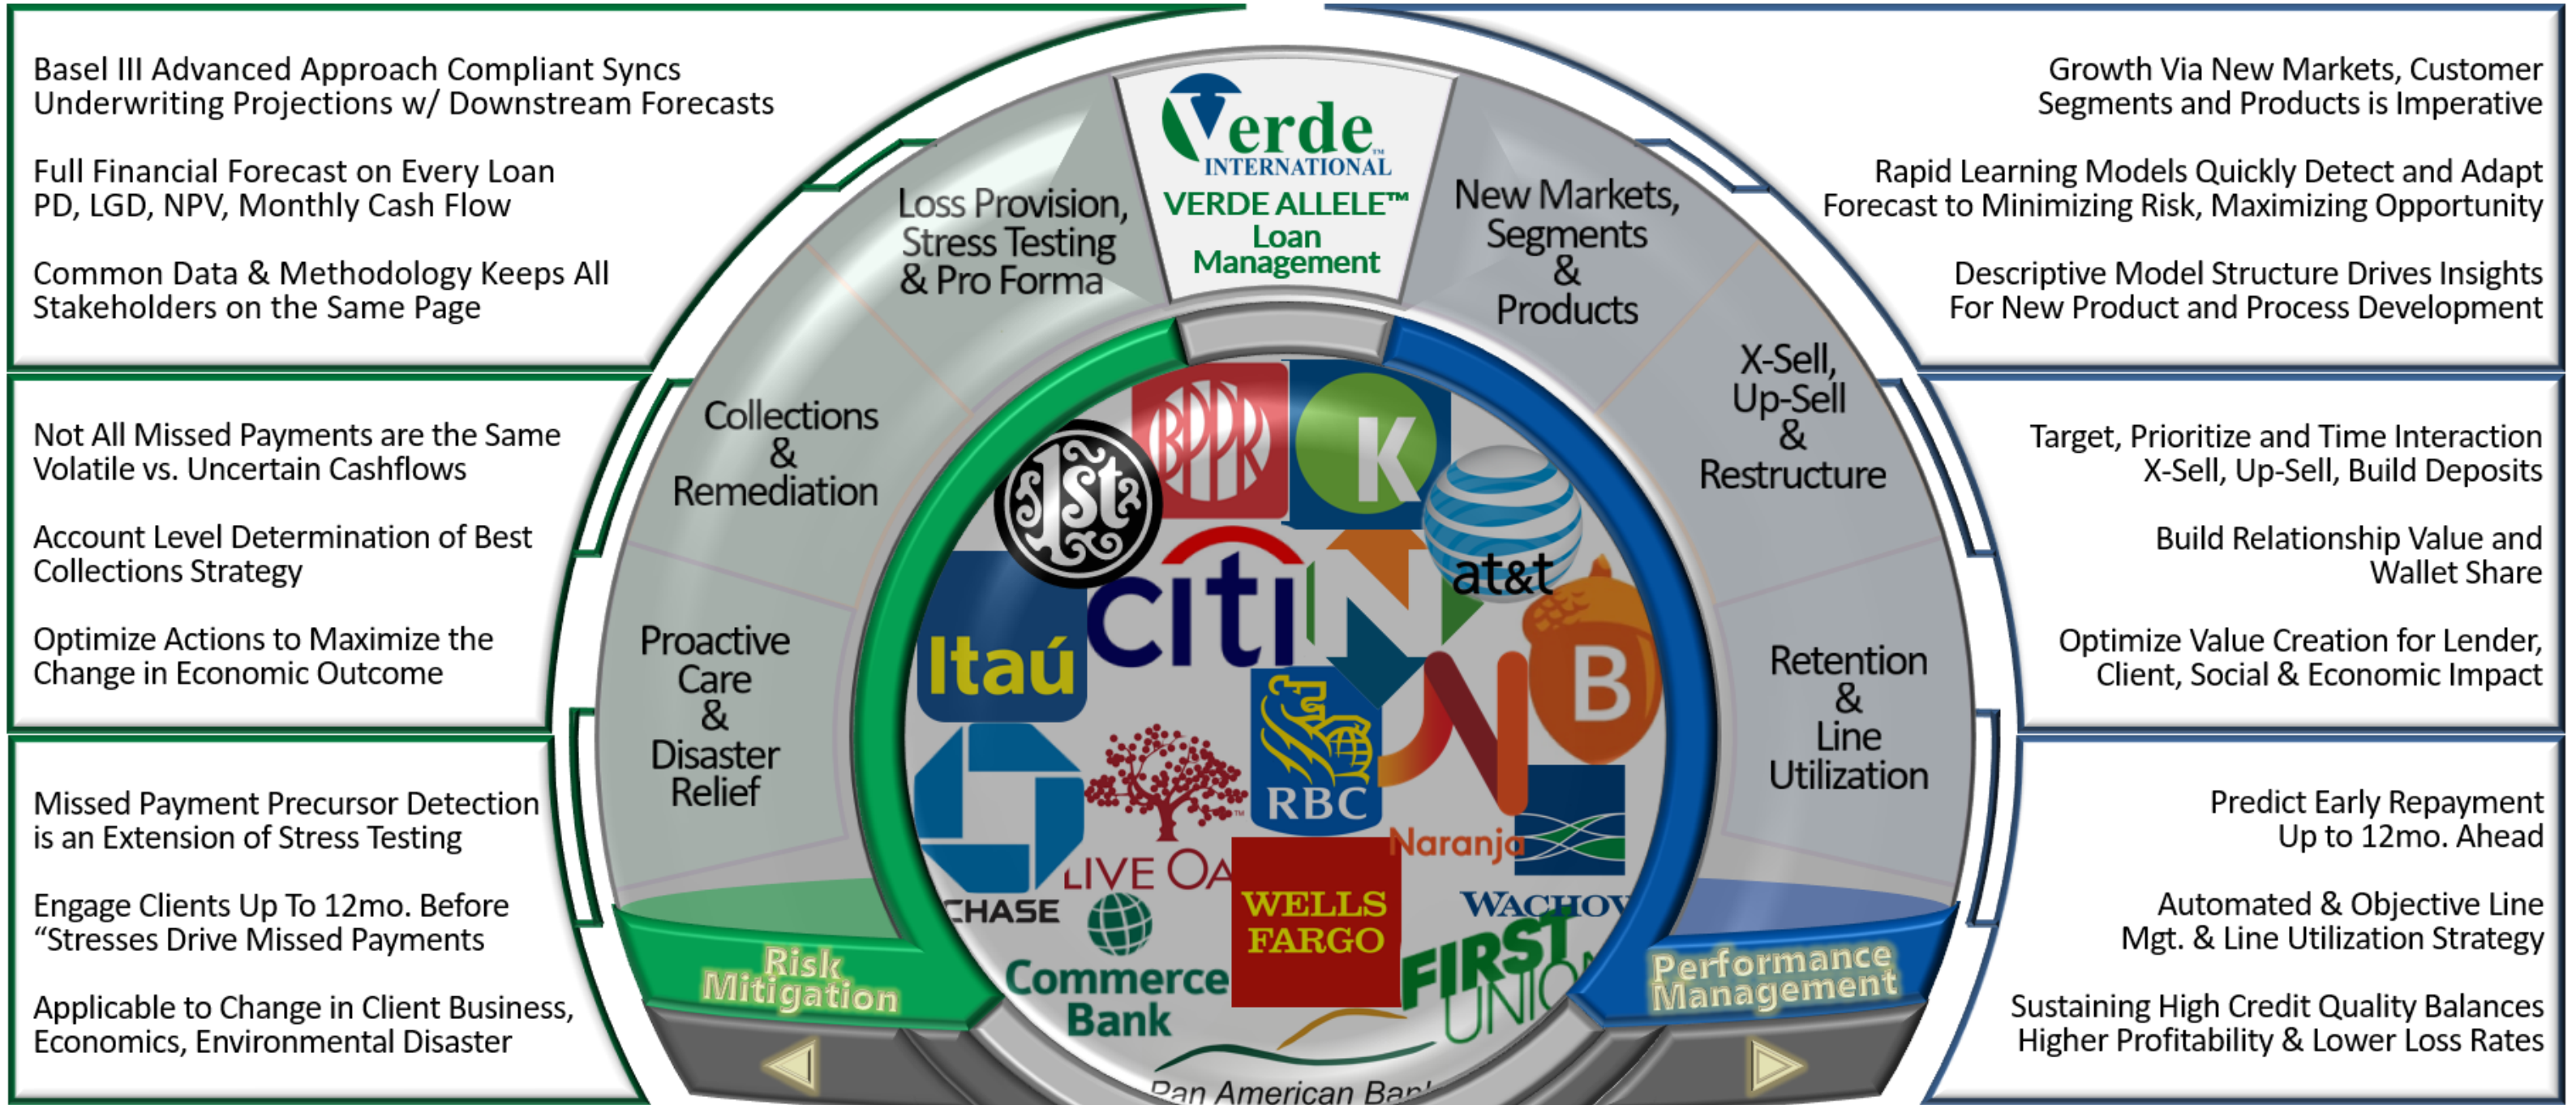 Basel III Advanced Approach Compliant Syncs
Underwriting Projections w/ Downstream Forecasts
Full Financial Forecast on Every Loan
PD, LGD, NPV, Monthly Cash Flow
Common Data & Methodology Keeps All
Stakeholders on the Same Page
Not All Missed Payments are the Same
Volatile vs. Uncertain Cashflows
Account Level Determination of Best
Collections Strategy
Optimize Actions to Maximize the
Change in Economic Outcome
Missed Payment Precursor Detection
is an Extension of Stress Testing
Engage Clients Up To 12mo. Before
“Stresses Drive Missed Payments
Applicable to Change in Client Business,
Economics, Environmental Disaster
Loss Provision,
Stress Testing
& Pro Forma
Collections
&
Remediation
Proactive
Care
&
Disaster
Relief
Risk
Mitigation
Verde™
INTERNATIONAL
VERDE ALLELE™
Loan
Management
BPPR
K
1st
at&t
citi
N
Itaú
B
RBC
N
Naranja
LIVE OA
CHASE
WELLS
FARGO
WACHOV
Commerce
Bank
FIRST
UNION
Pan American Bank
New Markets,
Segments
&
Products
X-Sell,
Up-Sell
&
Restructure
Retention
&
Line
Utilization
Performance
Management
Growth Via New Markets, Customer
Segments and Products is Imperative
Rapid Learning Models Quickly Detect and Adapt
Forecast to Minimizing Risk, Maximizing Opportunity
Descriptive Model Structure Drives Insights
For New Product and Process Development
Target, Prioritize and Time Interaction
X-Sell, Up-Sell, Build Deposits
Build Relationship Value and
Wallet Share
Optimize Value Creation for Lender,
Client, Social & Economic Impact
Predict Early Repayment
Up to 12mo. Ahead
Automated & Objective Line
Mgt. & Line Utilization Strategy
Sustaining High Credit Quality Balances
Higher Profitability & Lower Loss Rates